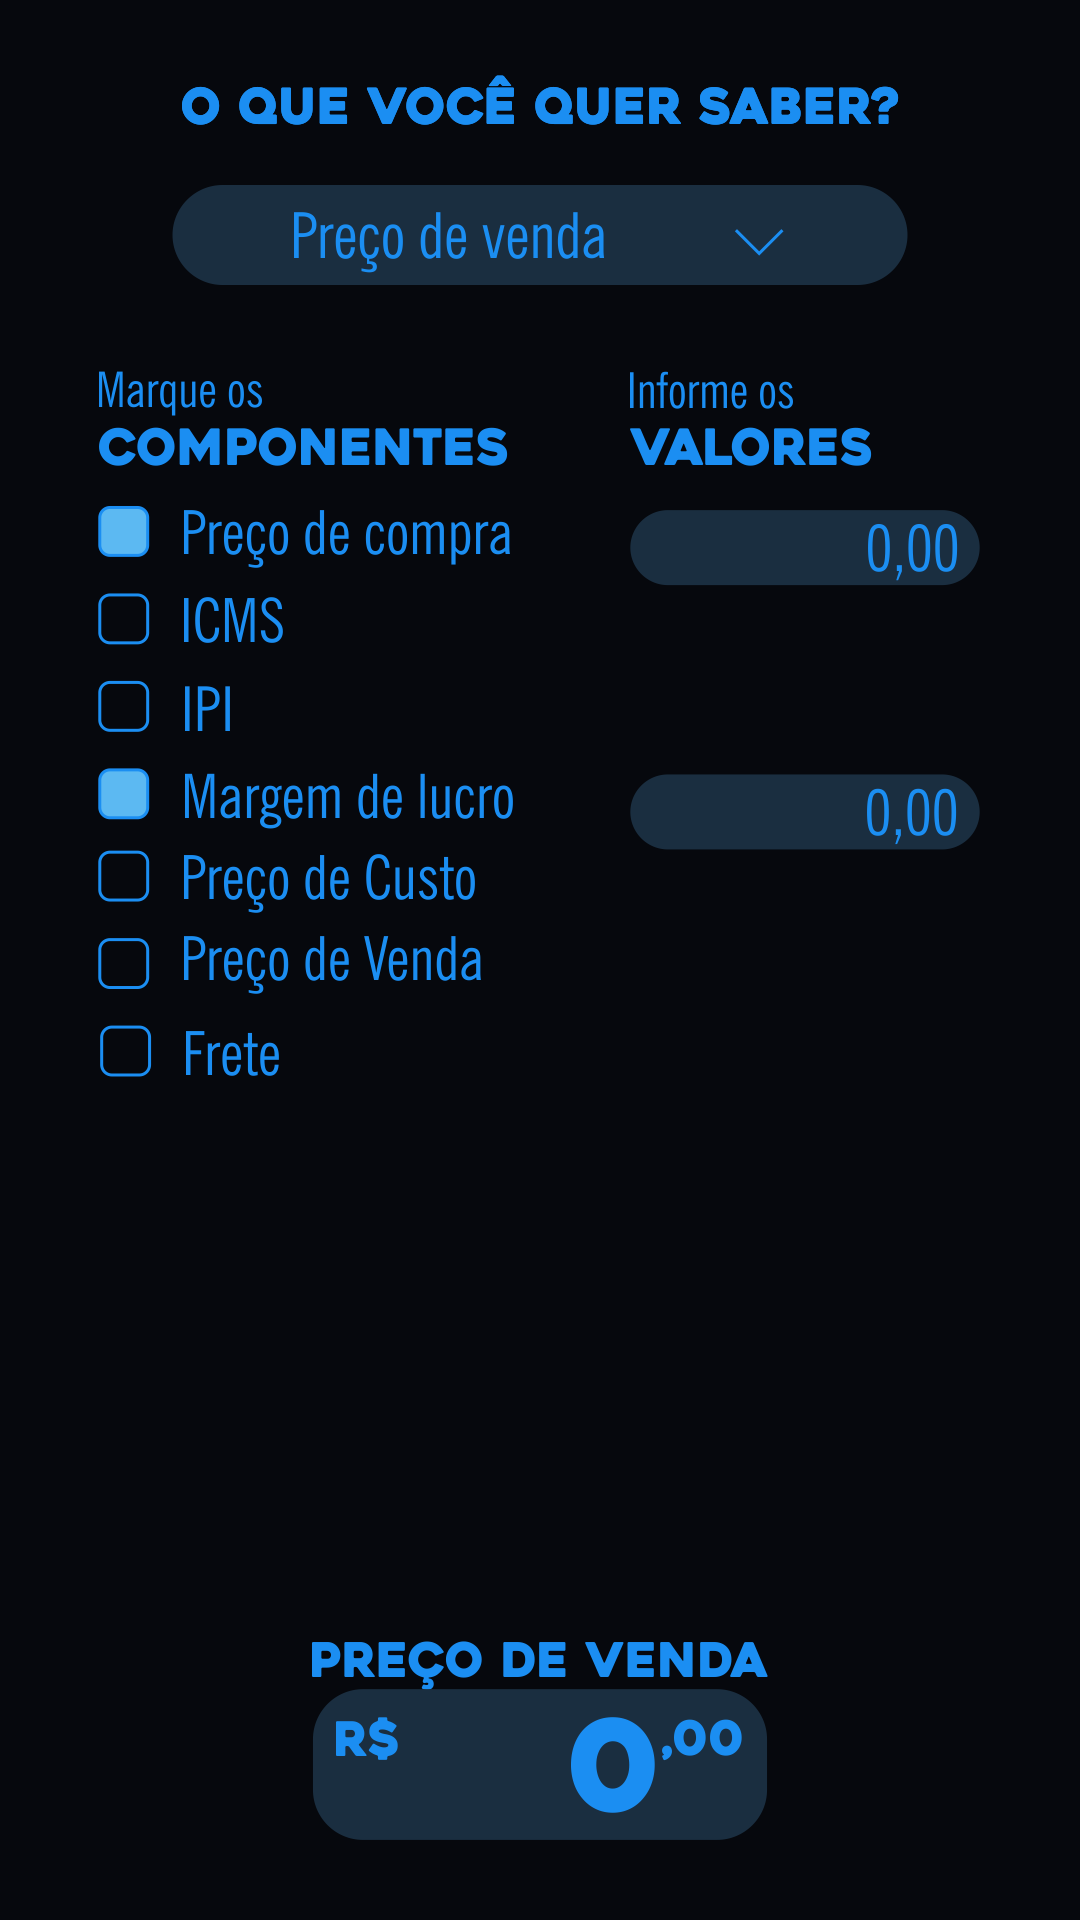 O QUE VOCÊ QUER SABER?
Preço de venda
Marque os
COMPONENTES
Informe os
VALORES
Preço de compra
0,00
ICMS
IPI
Margem de lucro
0,00
Preço de Custo
Preço de Venda
Frete
PREÇO DE VENDA
R$ 0,00